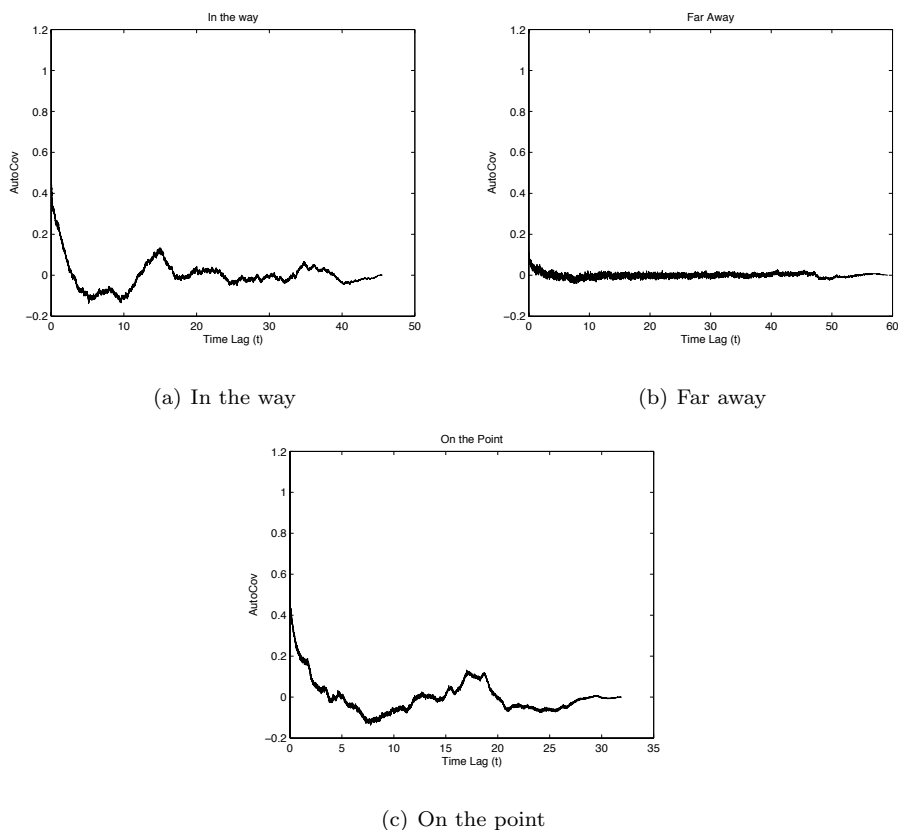 In the way
1.2
1
0.8
0.6
0.4
0.2
0
−0.2
AutoCov
0 10 20 30 40 50
Time Lag (t)
(a) In the way
Far Away
1.2
1
0.8
0.6
0.4
0.2
0
−0.2
AutoCov
0 10 20 30 40 50 60
Time Lag (t)
(b) Far away
On the Point
1.2
1
0.8
0.6
0.4
0.2
0
−0.2
AutoCov
0 5 10 15 20 25 30 35
Time Lag (t)
(c) On the point